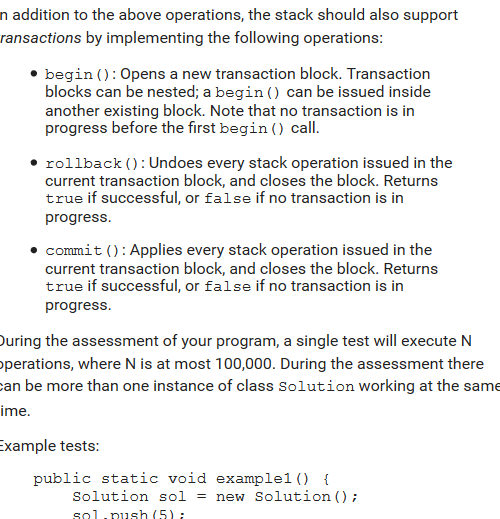 n addition to the above operations, the stack should also support
ransactions by implementing the following operations:
• begin(): Opens a new transaction block. Transaction
blocks can be nested; a begin() can be issued inside
another existing block. Note that no transaction is in
progress before the first begin() call.
• rollback(): Undoes every stack operation issued in the
current transaction block, and closes the block. Returns
true if successful, or false if no transaction is in
progress.
• commit(): Applies every stack operation issued in the
current transaction block, and closes the block. Returns
true if successful, or false if no transaction is in
progress.
During the assessment of your program, a single test will execute N
operations, where N is at most 100,000. During the assessment there
can be more than one instance of class Solution working at the same
ime.
Example tests:
public static void example1() {
Solution sol = new Solution();
sol.push(5);